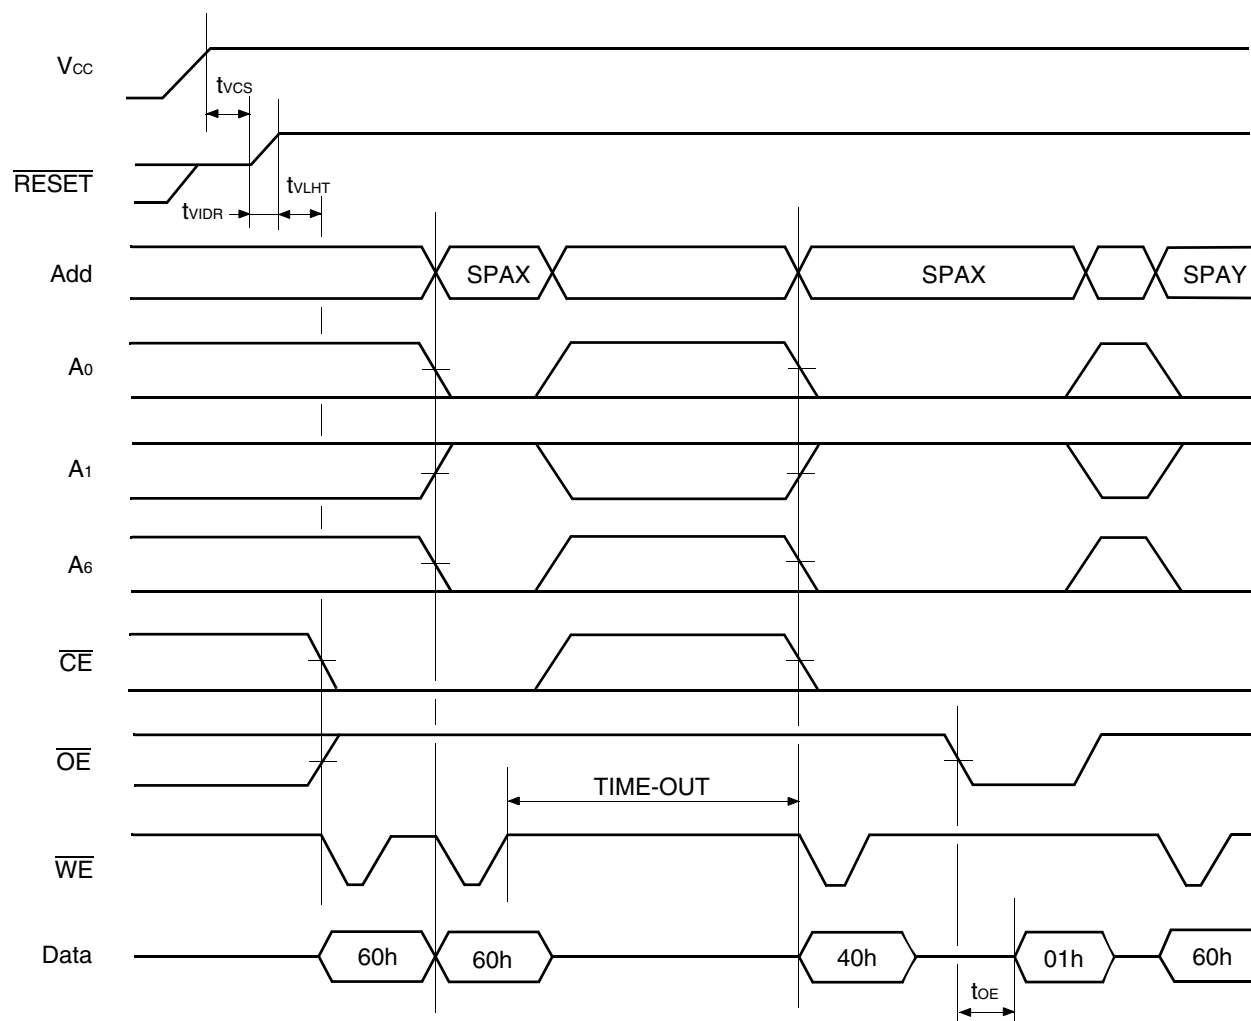 VCC
tVCS
RESET
tVLHT
tVIDR
Add
SPAX
SPAX
SPAY
A0
A1
A6
CE
OE
TIME-OUT
WE
Data
60h
60h
40h
01h
60h
tOE